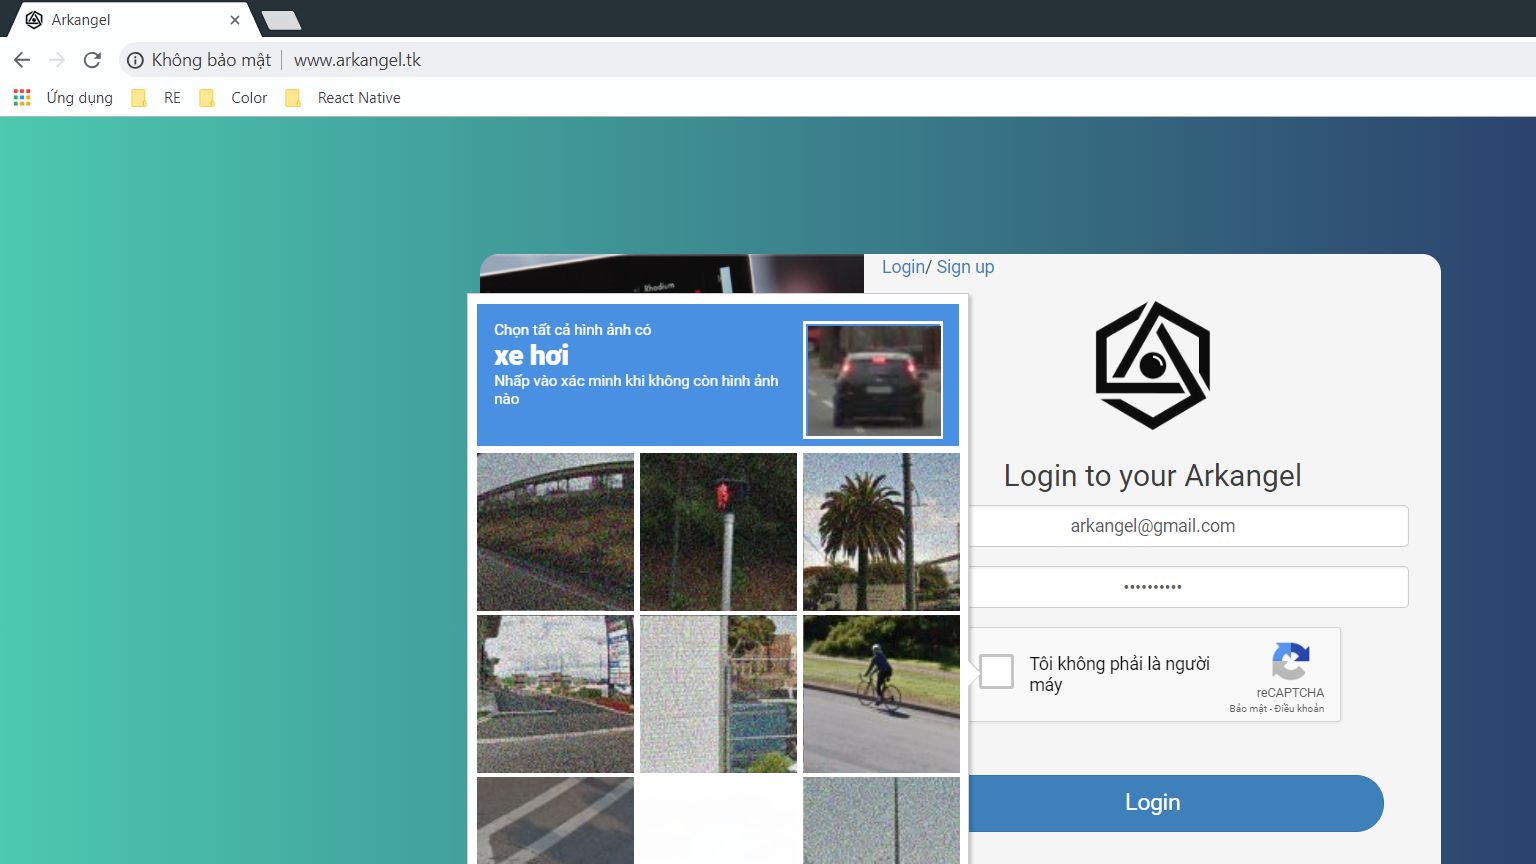 Arkangel
Không bảo mật
www.arkangel.tk
Ứng dụng
RE
Color
React Native
Rhodium
Login/ Sign up
Chọn tất cả hình ảnh có
xe hơi
Nhấp vào xác minh khi không còn hình ảnh
nào
Login to your Arkangel
arkangel@gmail.com
••••••••••
Tôi không phải là người
máy
reCAPTCHA
Bảo mật - Điều khoản
Login